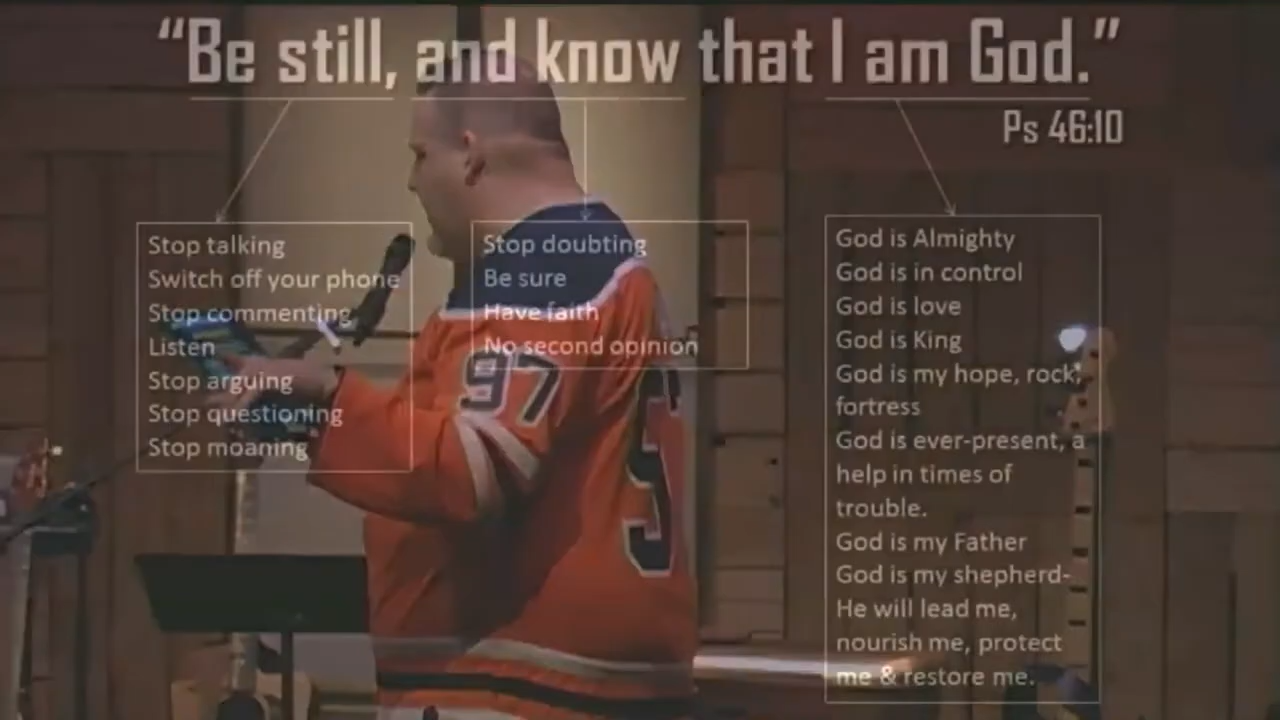 “Be still, and know that I am God.”
Ps 46:10
Stop talking
Switch off your phone
Stop commenting
Listen
Stop arguing
Stop questioning
Stop moaning
Stop doubting
Be sure
Have faith
No second opinion
God is Almighty
God is in control
God is love
God is King
God is my hope, rock,
fortress
God is ever-present, a
help in times of
trouble.
God is my Father
God is my shepherd-
He will lead me,
nourish me, protect
me & restore me.
97